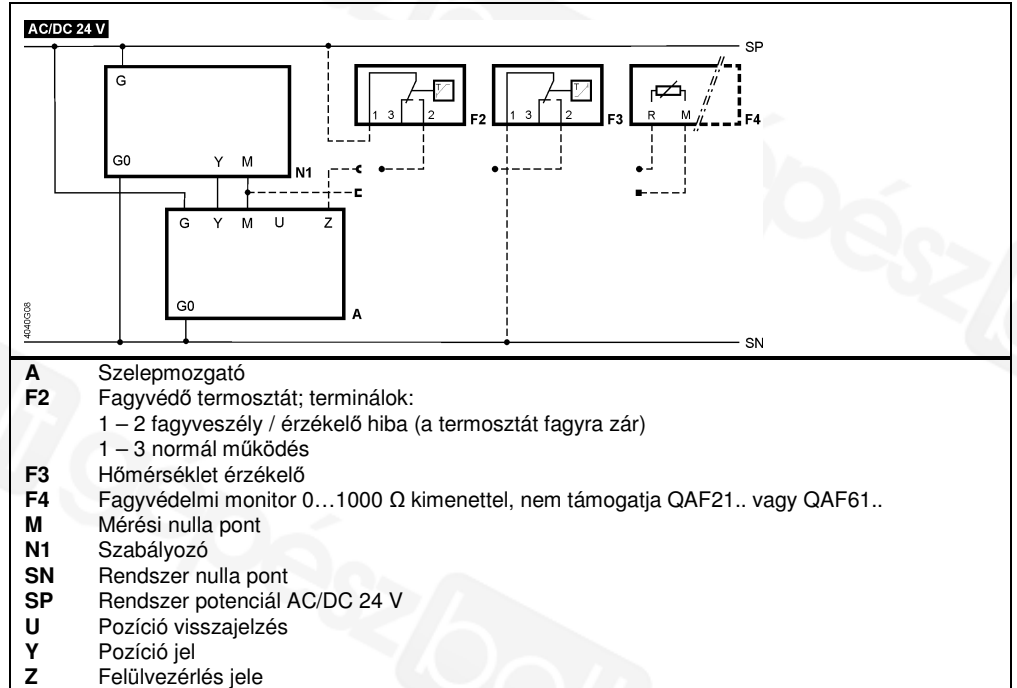 AC/DC 24 V
SP
G
G0 Y M
N1
1 3 2
F2
1 3 2
F3
R M
F4
G Y M U Z
G0
A
4040G08
SN
A Szelepmozgató
F2 Fagyvédő termosztát; terminálok:
1 – 2 fagyveszély / érzékelő hiba (a termosztát fagyra zár)
1 – 3 normál működés
F3 Hőmérséklet érzékelő
F4 Fagyvédelmi monitor 0…1000 Ω kimenettel, nem támogatja QAF21.. vagy QAF61..
M Mérési nulla pont
N1 Szabályozó
SN Rendszer nulla pont
SP Rendszer potenciál AC/DC 24 V
U Pozíció visszajelzés
Y Pozíció jel
Z Felülvezérlés jele